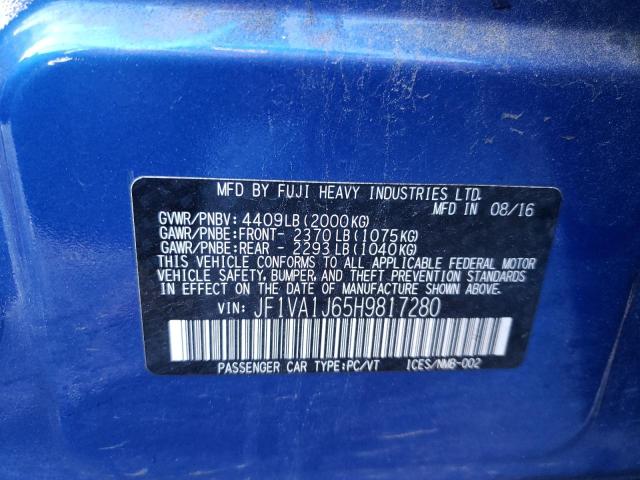 MFD BY FUJI HEAVY INDUSTRIES LTD.
MFD IN 08/16
GVWR/PNBV: 4409LB(2000KG)
GAWR/PNBE:FRONT- 2370LB(1075KG)
GAWR/PNBE:REAR - 2293LB(1040KG)
THIS VEHICLE CONFORMS TO ALL APPLICABLE FEDERAL MOTOR
VEHICLE SAFETY, BUMPER, AND THEFT PREVENTION STANDARDS
IN EFFECT ON THE DATE OF MANUFACTURE SHOWN ABOVE.
VIN: JF1VA1J65H9817280
PASSENGER CAR TYPE:PC/VT ICES/NMB-002